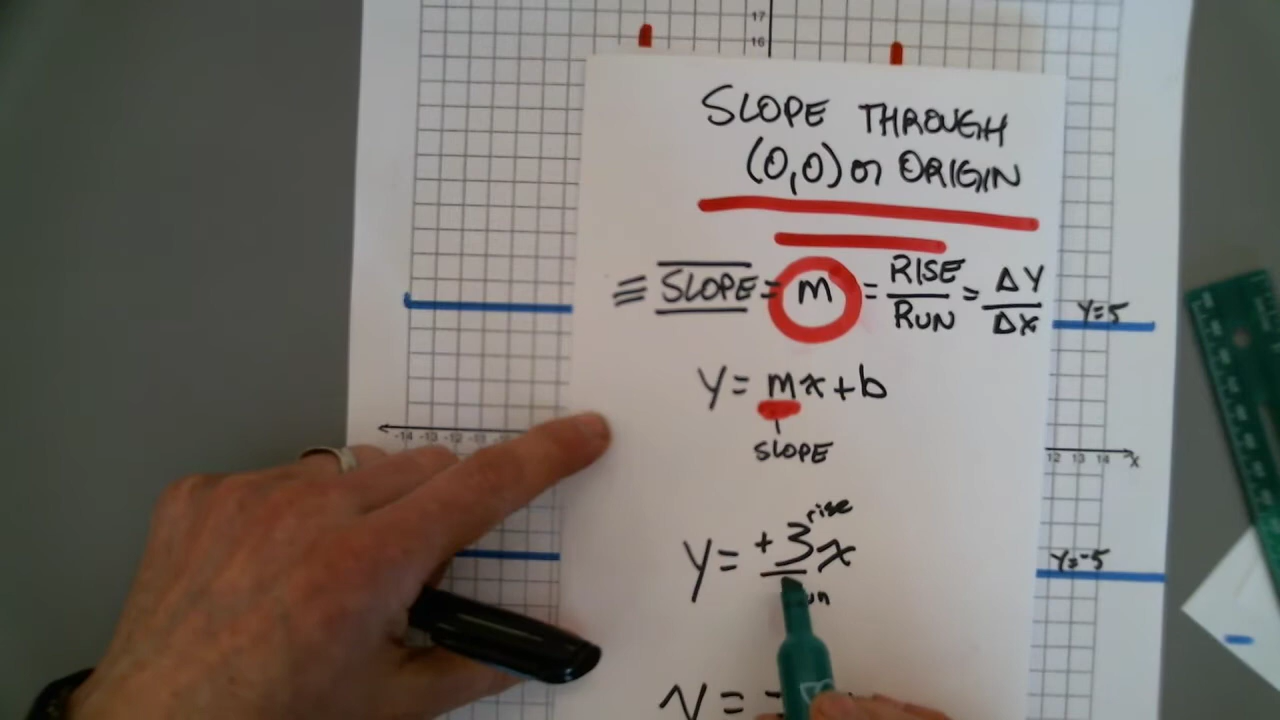 17
16
SLOPE THROUGH
(0,0) or ORIGIN
≡ SLOPE = m = RISE/RUN = ΔY/ΔX
Y=5
Y = mx + b
SLOPE
-14 -13 -12 -11
12 13 14 x
rise
Y = +3x
Y=-5
Y =